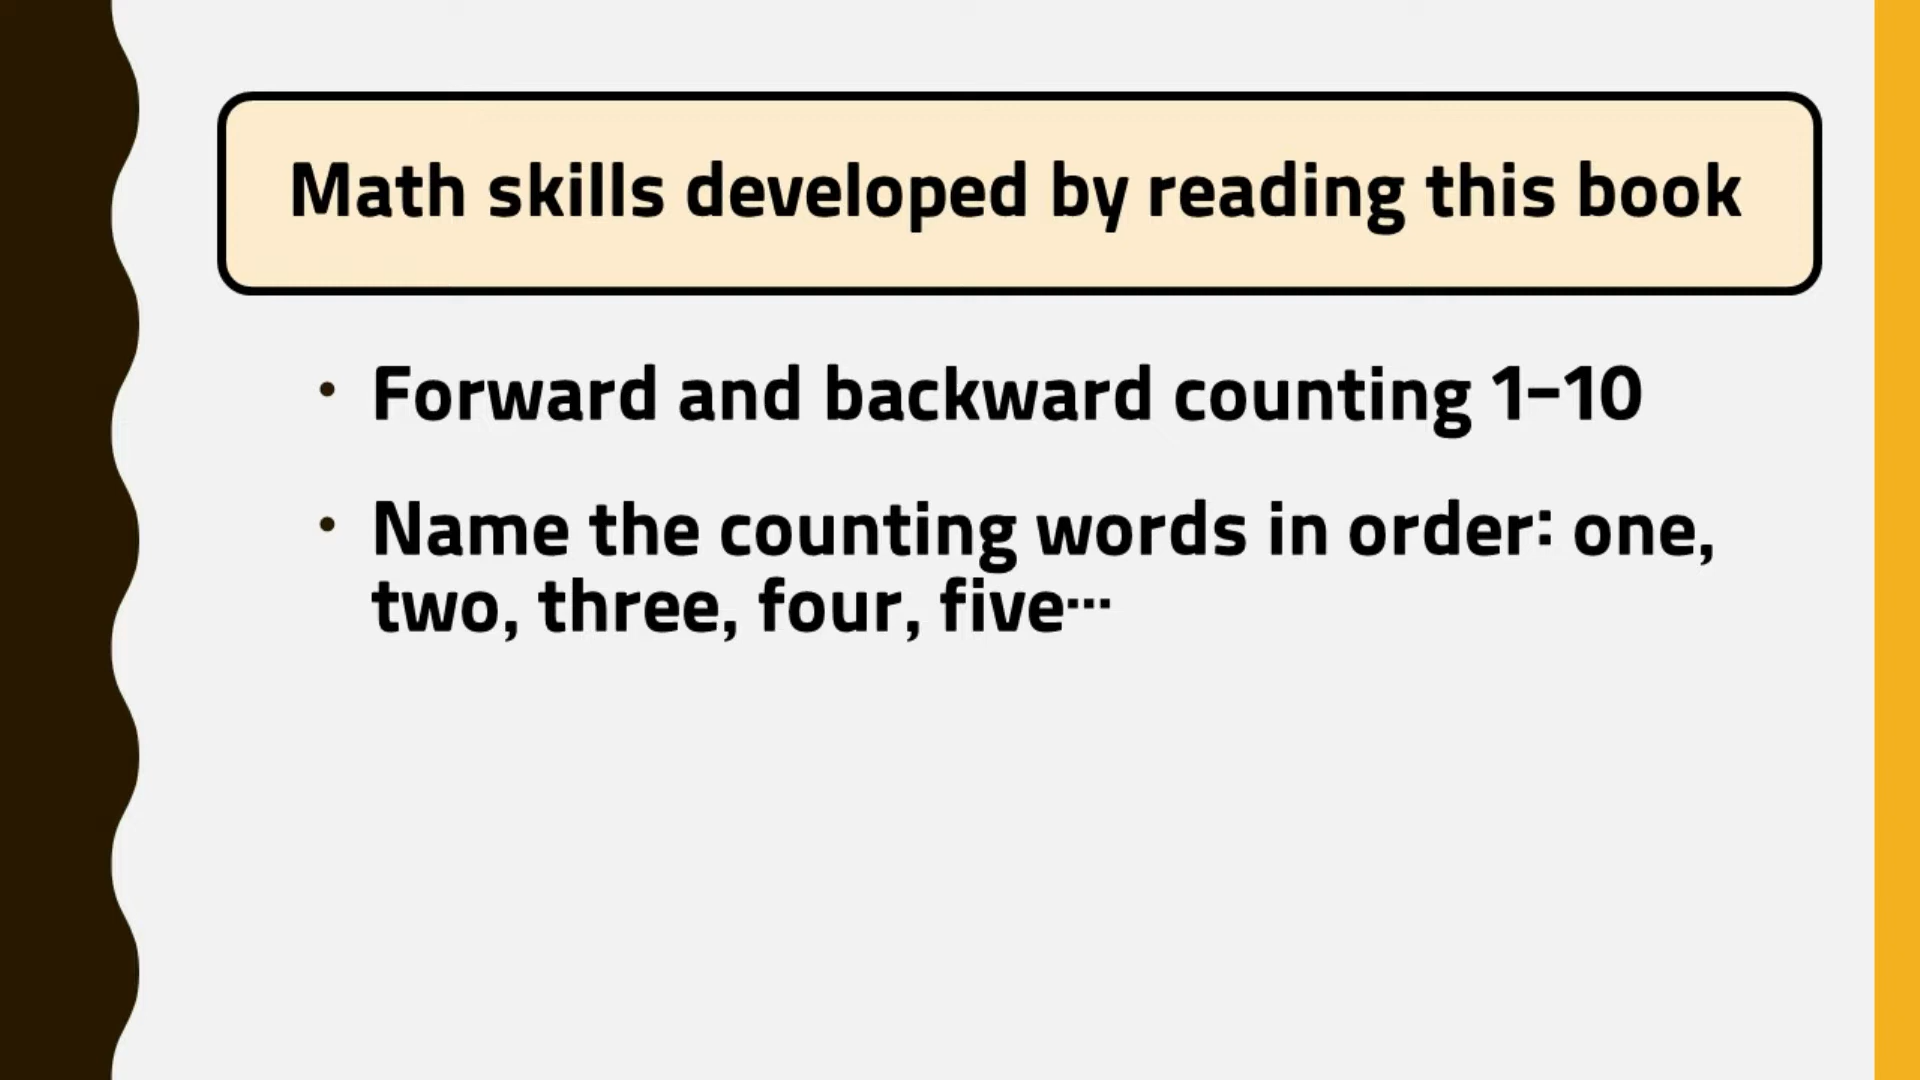 Math skills developed by reading this book
• Forward and backward counting 1–10
• Name the counting words in order: one,
two, three, four, five…